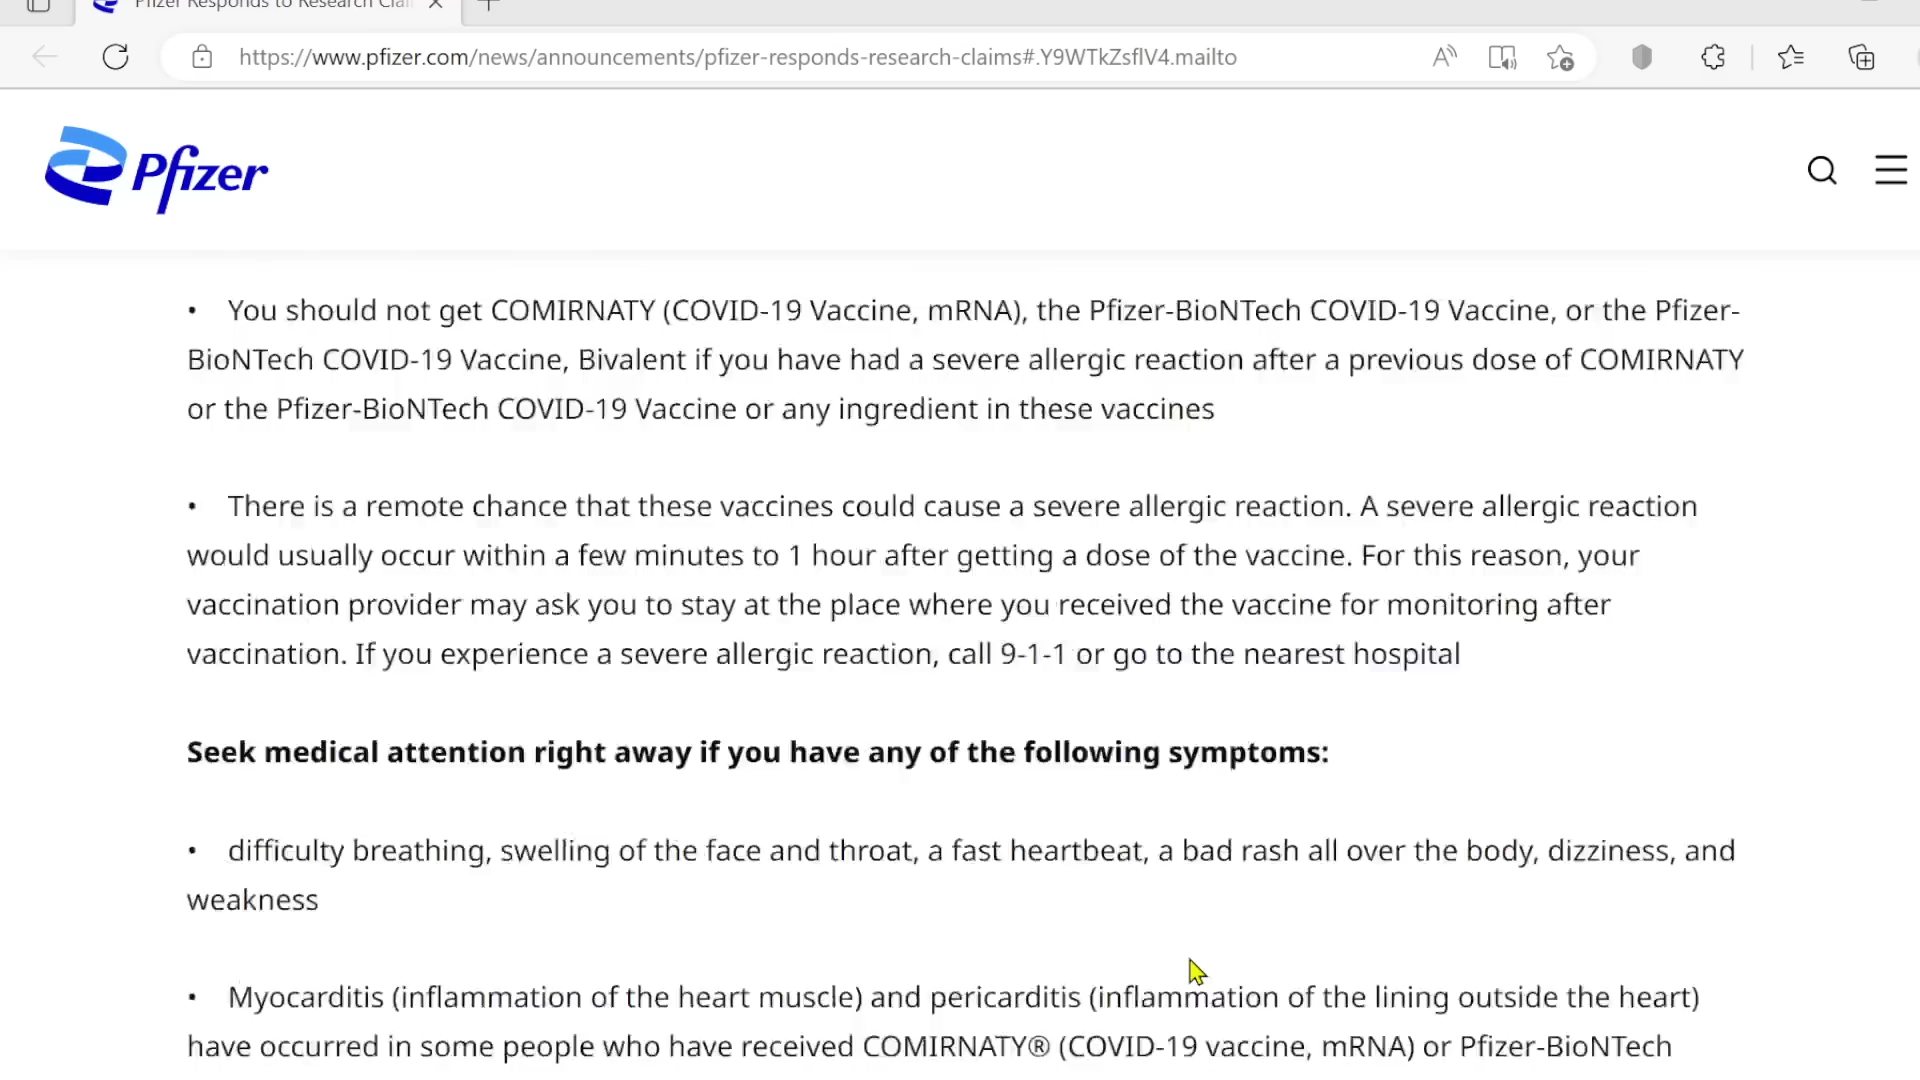 Pfizer Responds to Research Clai
https://www.pfizer.com/news/announcements/pfizer-responds-research-claims#.Y9WTkZsflV4.mailto
Pfizer
• You should not get COMIRNATY (COVID-19 Vaccine, mRNA), the Pfizer-BioNTech COVID-19 Vaccine, or the Pfizer-
BioNTech COVID-19 Vaccine, Bivalent if you have had a severe allergic reaction after a previous dose of COMIRNATY
or the Pfizer-BioNTech COVID-19 Vaccine or any ingredient in these vaccines
• There is a remote chance that these vaccines could cause a severe allergic reaction. A severe allergic reaction
would usually occur within a few minutes to 1 hour after getting a dose of the vaccine. For this reason, your
vaccination provider may ask you to stay at the place where you received the vaccine for monitoring after
vaccination. If you experience a severe allergic reaction, call 9-1-1 or go to the nearest hospital
Seek medical attention right away if you have any of the following symptoms:
• difficulty breathing, swelling of the face and throat, a fast heartbeat, a bad rash all over the body, dizziness, and
weakness
• Myocarditis (inflammation of the heart muscle) and pericarditis (inflammation of the lining outside the heart)
have occurred in some people who have received COMIRNATY® (COVID-19 vaccine, mRNA) or Pfizer-BioNTech